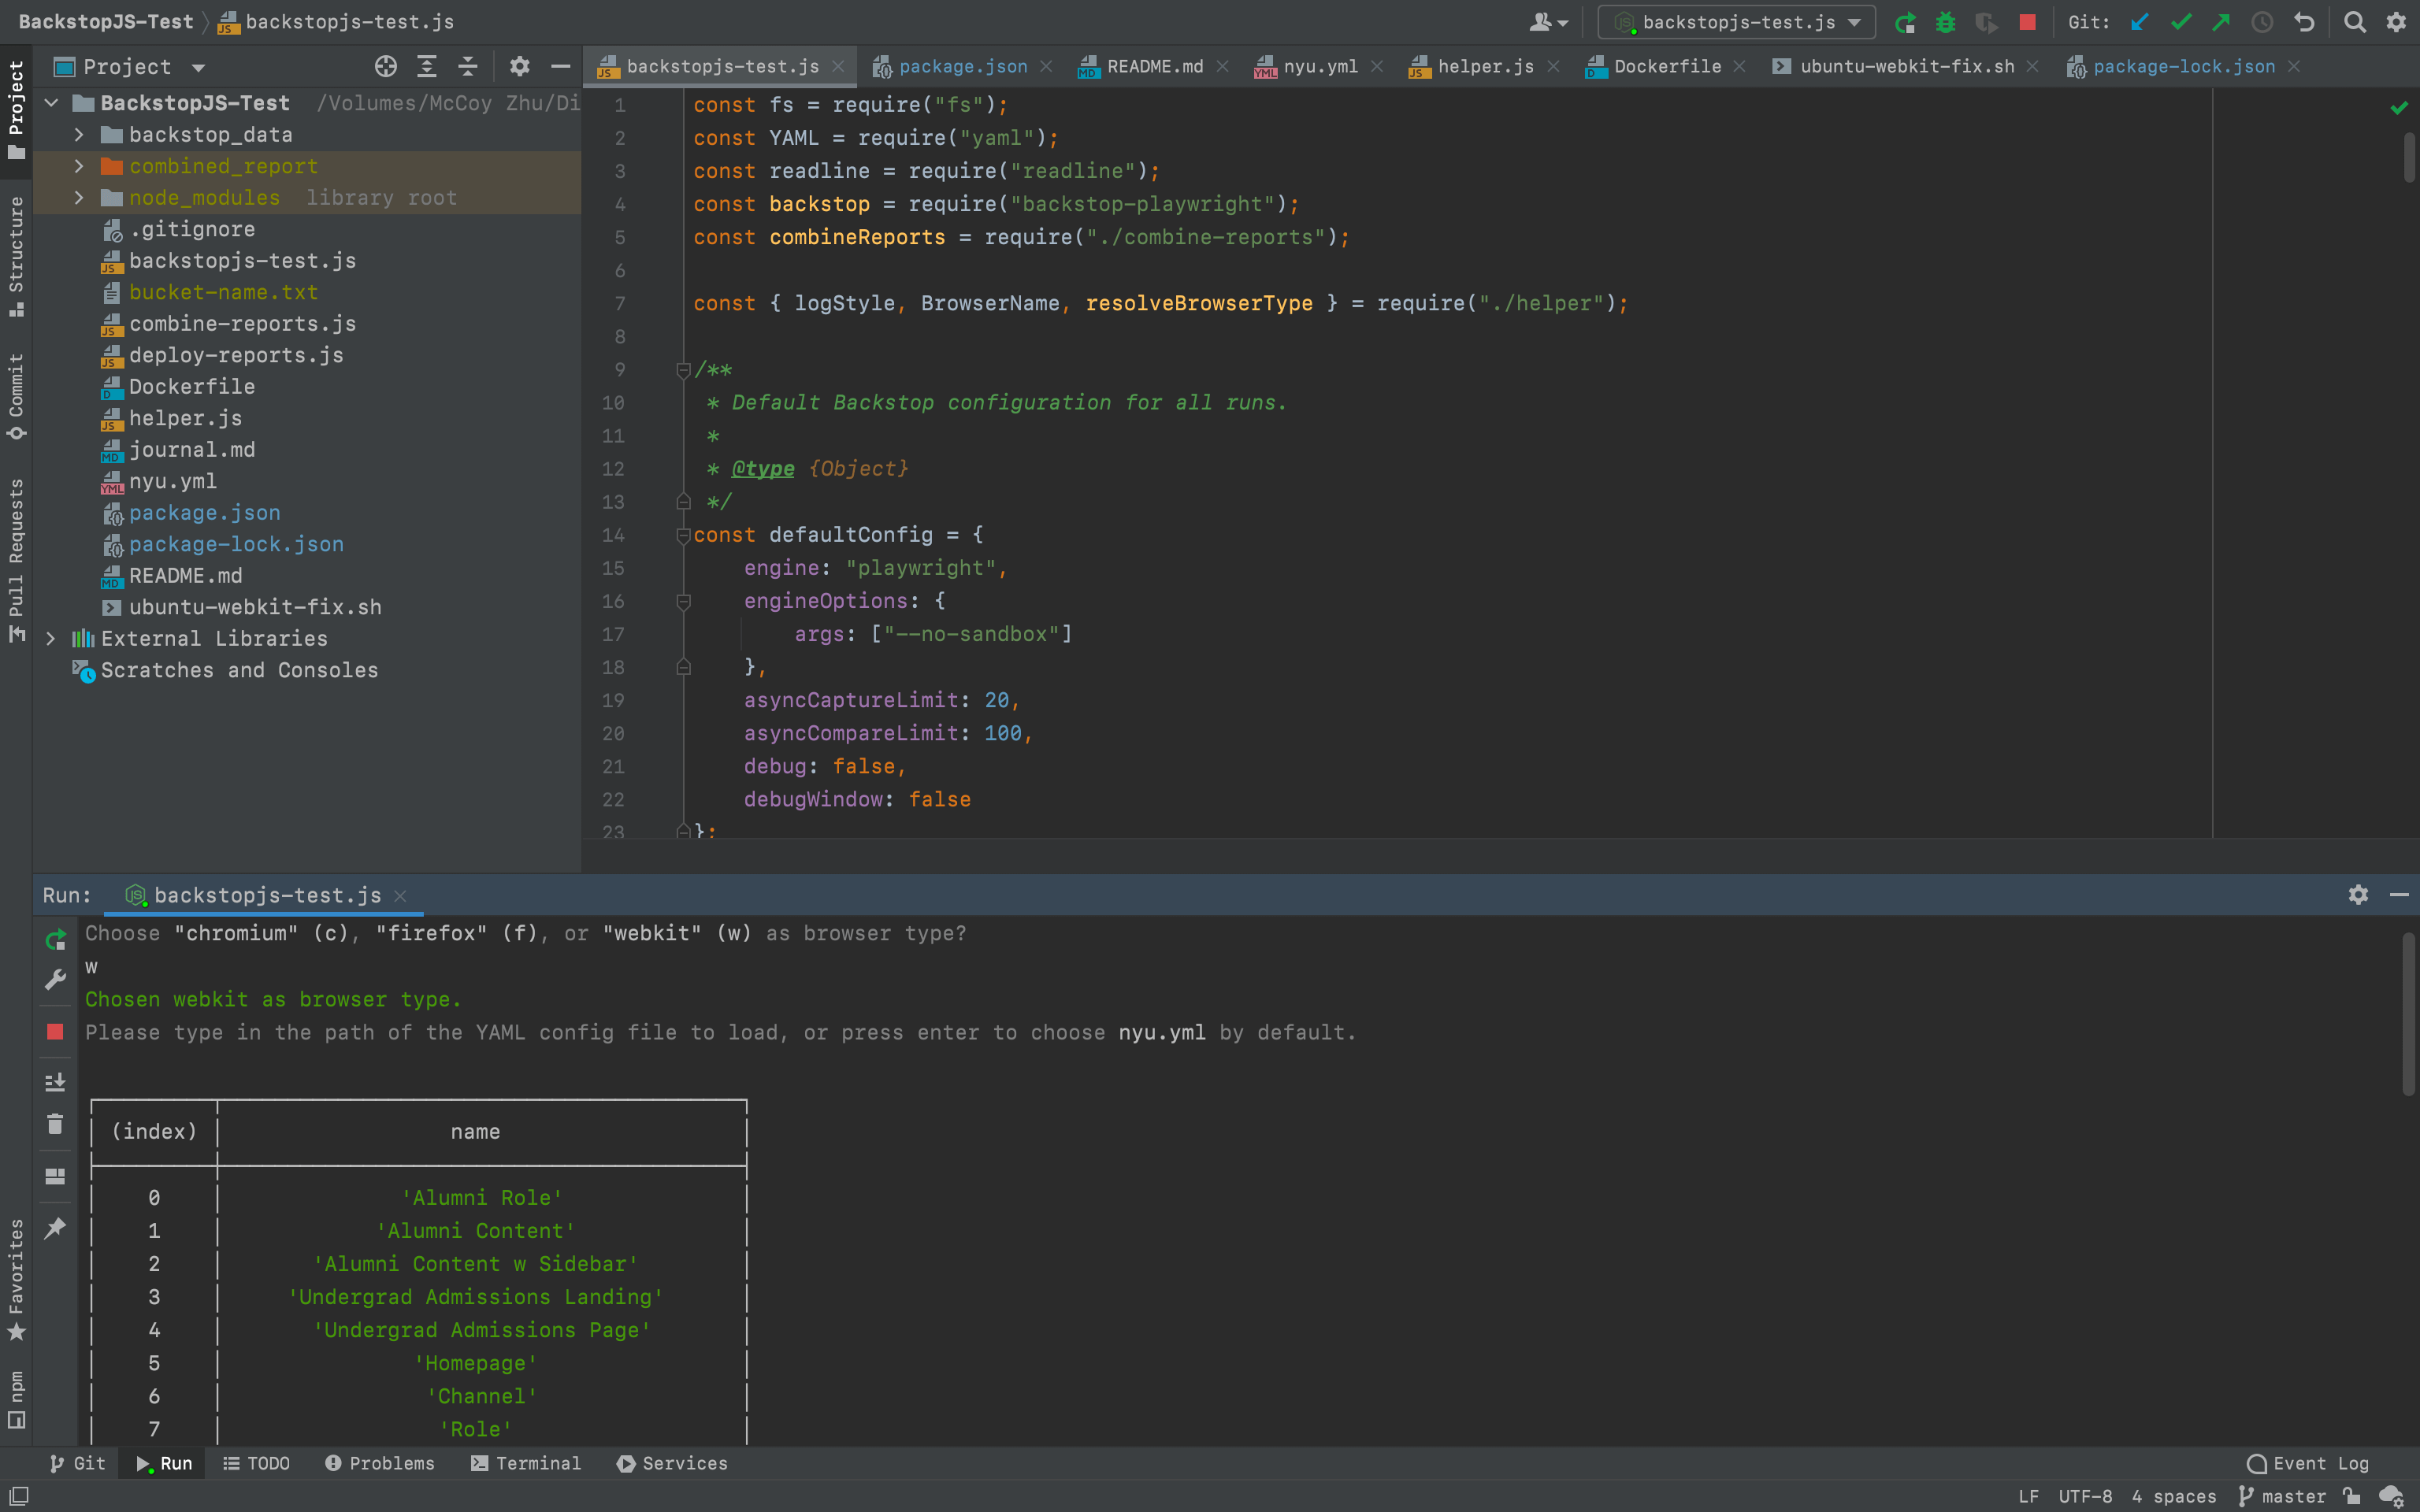 BackstopJS-Test backstopjs-test.js
backstopjs-test.js Git:
Project
backstopjs-test.js package.json README.md nyu.yml helper.js Dockerfile ubuntu-webkit-fix.sh package-lock.json
Project
Structure
Commit
Pull Requests
Favorites
npm
BackstopJS-Test /Volumes/McCoy Zhu/Di
backstop_data
combined_report
node_modules library root
.gitignore
backstopjs-test.js
bucket-name.txt
combine-reports.js
deploy-reports.js
Dockerfile
helper.js
journal.md
nyu.yml
package.json
package-lock.json
README.md
ubuntu-webkit-fix.sh
External Libraries
Scratches and Consoles
1 const fs = require("fs");
2 const YAML = require("yaml");
3 const readline = require("readline");
4 const backstop = require("backstop-playwright");
5 const combineReports = require("./combine-reports");
6
7 const { logStyle, BrowserName, resolveBrowserType } = require("./helper");
8
9 /**
10 * Default Backstop configuration for all runs.
11 *
12 * @type {Object}
13 */
14 const defaultConfig = {
15 engine: "playwright",
16 engineOptions: {
17 args: ["--no-sandbox"]
18 },
19 asyncCaptureLimit: 20,
20 asyncCompareLimit: 100,
21 debug: false,
22 debugWindow: false
23 };
Run: backstopjs-test.js
Choose "chromium" (c), "firefox" (f), or "webkit" (w) as browser type?
w
Chosen webkit as browser type.
Please type in the path of the YAML config file to load, or press enter to choose nyu.yml by default.
(index) name
0 'Alumni Role'
1 'Alumni Content'
2 'Alumni Content w Sidebar'
3 'Undergrad Admissions Landing'
4 'Undergrad Admissions Page'
5 'Homepage'
6 'Channel'
7 'Role'
Git Run TODO Problems Terminal Services Event Log
LF UTF-8 4 spaces master